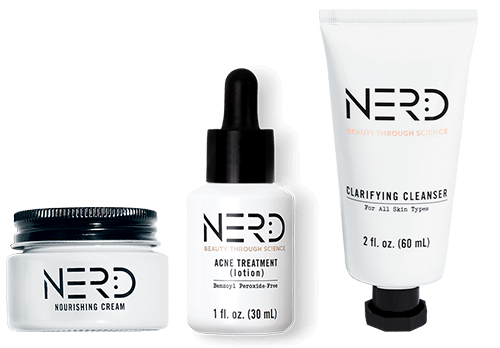 NERD
NOURISHING CREAM
NERD
BEAUTY THROUGH SCIENCE
ACNE TREATMENT
(lotion)
Benzoyl Peroxide-Free
1 fl. oz. (30 mL)
NERD
BEAUTY THROUGH SCIENCE
CLARIFYING CLEANSER
For All Skin Types
2 fl. oz. (60 mL)